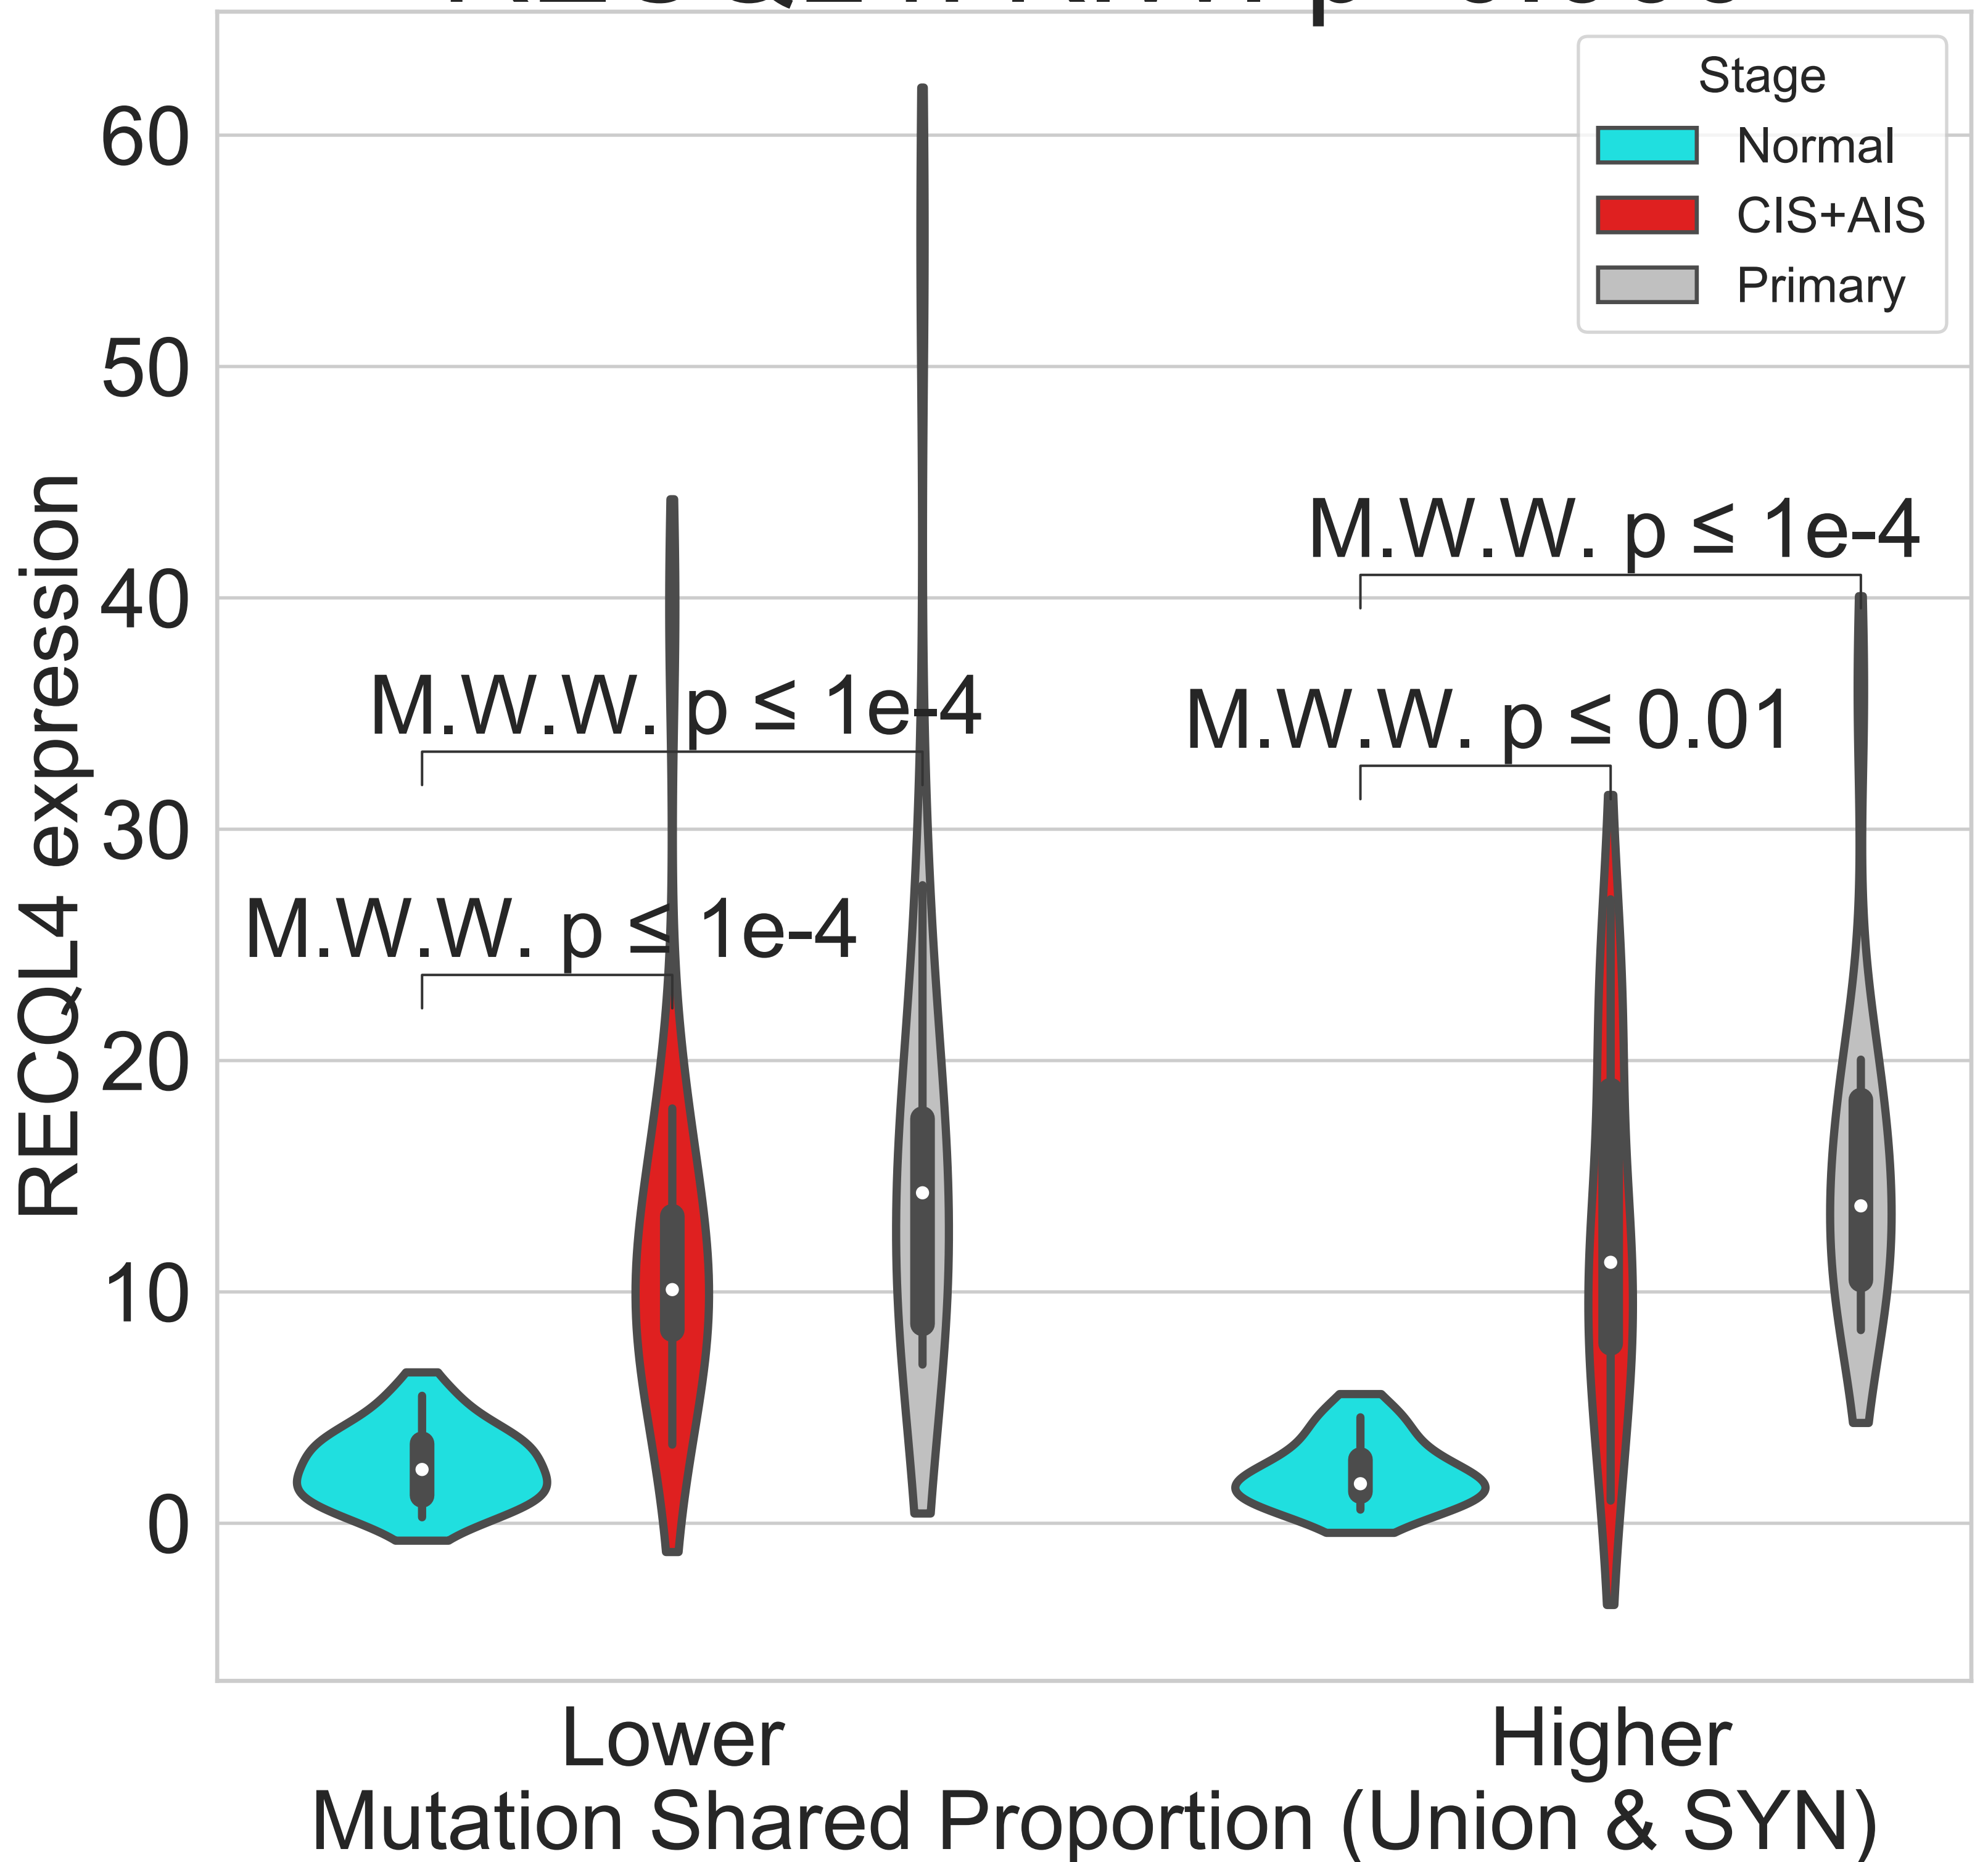 Stage
Normal
CIS+AIS
Primary
60
50
40
30
20
10
0
RECQL4 expression
M.W.W. p ≤ 1e-4
M.W.W. p ≤ 1e-4
M.W.W. p ≤ 0.01
M.W.W. p ≤ 1e-4
Lower
Higher
Mutation Shared Proportion (Union & SYN)